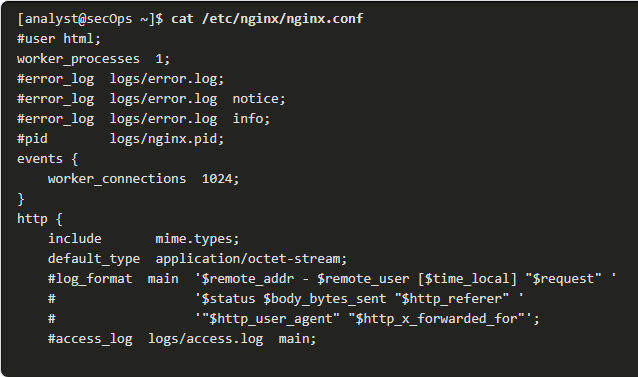 [analyst@secOps ~]$ cat /etc/nginx/nginx.conf
#user html;
worker_processes  1;
#error_log  logs/error.log;
#error_log  logs/error.log  notice;
#error_log  logs/error.log  info;
#pid        logs/nginx.pid;
events {
    worker_connections  1024;
}
http {
    include       mime.types;
    default_type  application/octet-stream;
    #log_format  main  '$remote_addr - $remote_user [$time_local] "$request" '
    #                  '$status $body_bytes_sent "$http_referer" '
    #                  '"$http_user_agent" "$http_x_forwarded_for"';
    #access_log  logs/access.log  main;